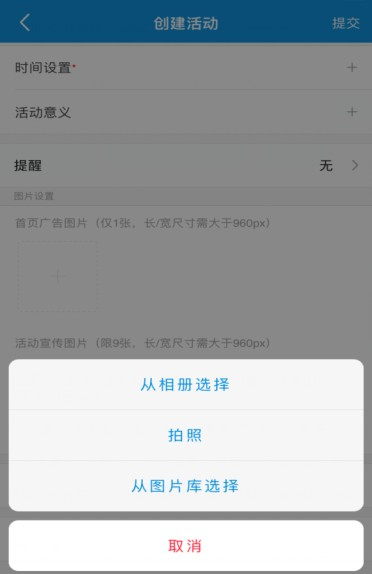 创建活动
提交
时间设置*
活动意义
提醒
无
图片设置
首页广告图片（仅1张，长/宽尺寸需大于960px）
活动宣传图片（限9张，长/宽尺寸需大于960px）
从相册选择
拍照
从图片库选择
取消